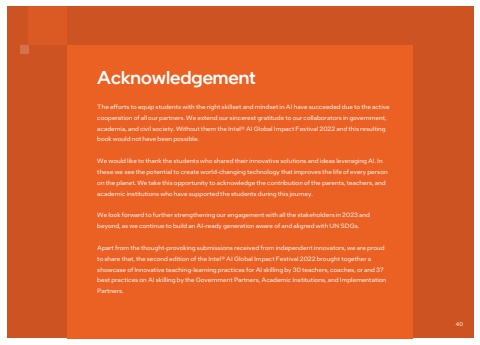 Acknowledgement
The efforts to equip students with the right skillset and mindset in AI have succeeded due to the active
cooperation of all our partners. We extend our sincerest gratitude to our collaborators in government,
academia, and civil society. Without them the Intel® AI Global Impact Festival 2022 and this resulting
book would not have been possible.
We would like to thank the students who shared their innovative solutions and ideas leveraging AI. In
these we see the potential to create world-changing technology that improves the life of every person
on the planet. We take this opportunity to acknowledge the contribution of the parents, teachers, and
academic institutions who have supported the students during this journey.
We look forward to further strengthening our engagement with all the stakeholders in 2023 and
beyond, as we continue to build an AI-ready generation aware of and aligned with UN SDGs.
Apart from the thought-provoking submissions received from independent innovators, we are proud
to share that, the second edition of the Intel® AI Global Impact Festival 2022 brought together a
showcase of Innovative teaching-learning practices for AI skilling by 30 teachers, coaches, or and 37
best practices on AI skilling by the Government Partners, Academic Institutions, and Implementation
Partners.
40